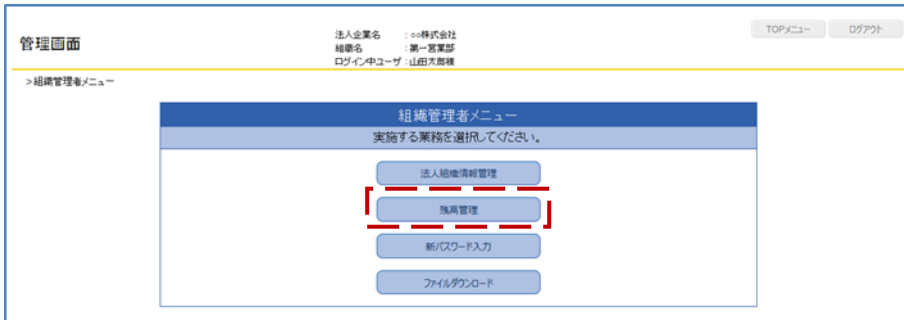 管理画面
法人企業名 :○○株式会社
組織名 :第一営業部
ログイン中ユーザ:山田太郎様
TOPメニュー
ログアウト
>組織管理者メニュー
組織管理者メニュー
実施する業務を選択してください。
法人組織情報管理
残高管理
新パスワード入力
ファイルダウンロード